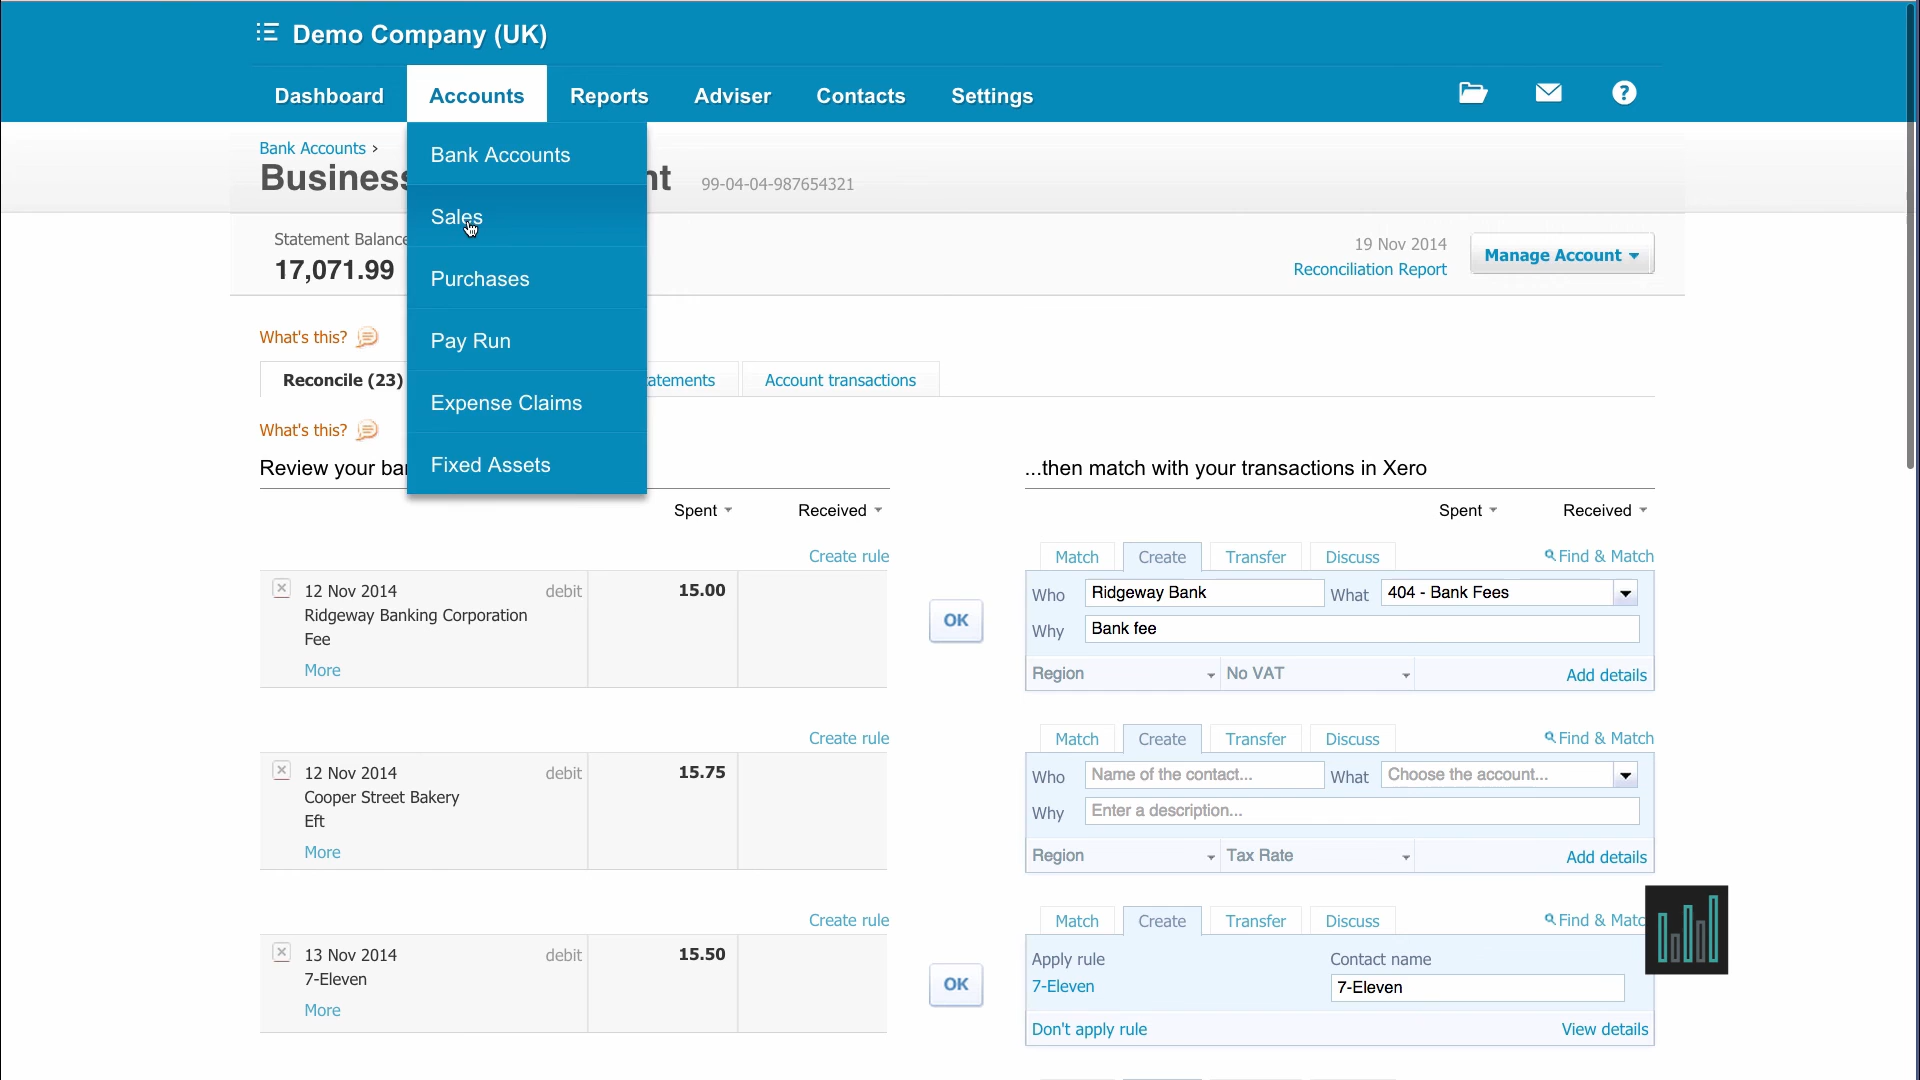 Demo Company (UK)
Dashboard Accounts Reports Adviser Contacts Settings ?
Bank Accounts ›
Bank Accounts
Business nt 99-04-04-987654321
Sales
Statement Balance
17,071.99
19 Nov 2014
Reconciliation Report
Manage Account
Purchases
What's this?
Pay Run
Reconcile (23) atements Account transactions
Expense Claims
What's this?
Fixed Assets
Review your ba ...then match with your transactions in Xero
Spent Received Spent Received
Create rule Match Create Transfer Discuss Find & Match
12 Nov 2014 debit 15.00
Ridgeway Banking Corporation
Fee
More
OK
Who Ridgeway Bank What 404 - Bank Fees
Why Bank fee
Region No VAT Add details
Create rule Match Create Transfer Discuss Find & Match
12 Nov 2014 debit 15.75
Cooper Street Bakery
Eft
More
Who Name of the contact... What Choose the account...
Why Enter a description...
Region Tax Rate Add details
Create rule Match Create Transfer Discuss Find & Matc
13 Nov 2014 debit 15.50
7-Eleven
More
OK
Apply rule Contact name
7-Eleven 7-Eleven
Don't apply rule View details